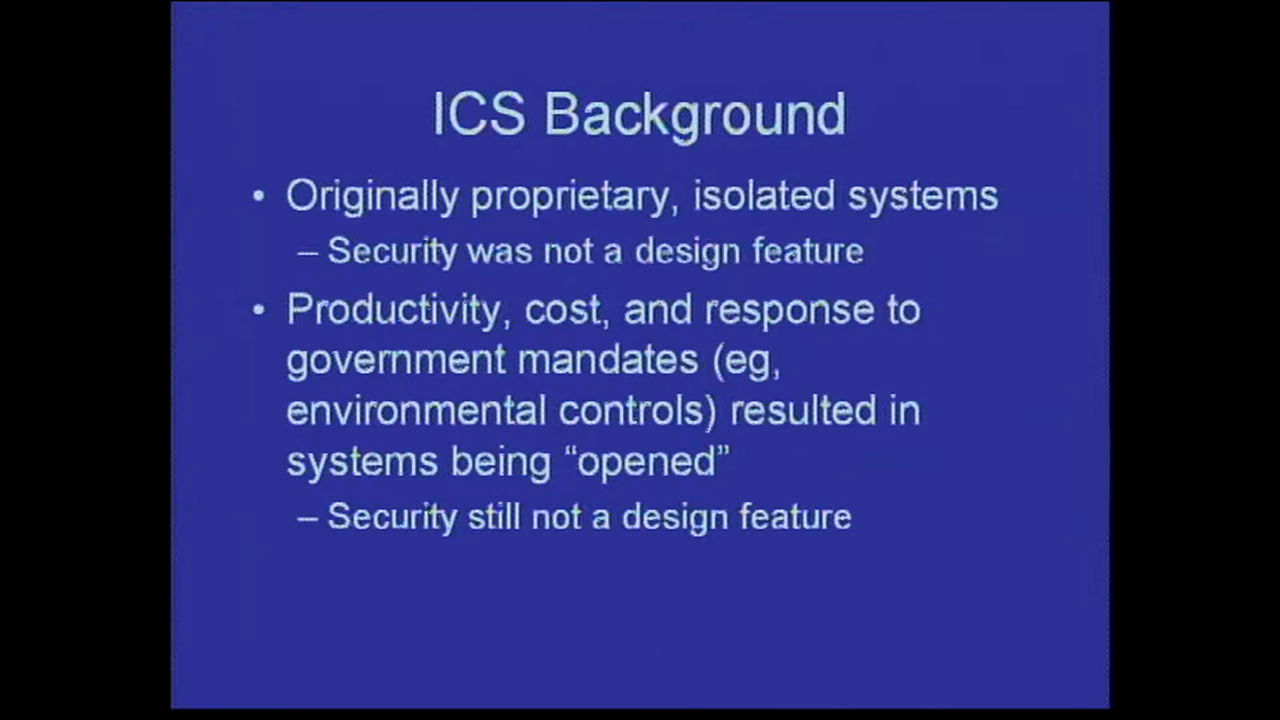 ICS Background
• Originally proprietary, isolated systems
– Security was not a design feature
• Productivity, cost, and response to
government mandates (eg,
environmental controls) resulted in
systems being “opened”
– Security still not a design feature